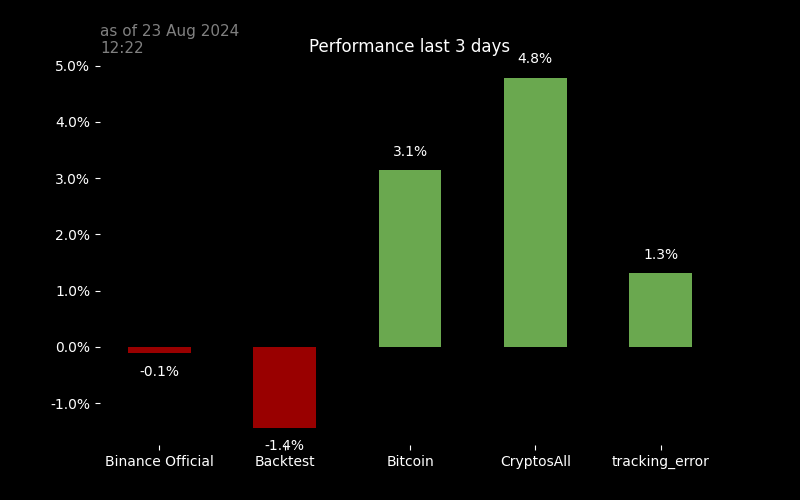 as of 23 Aug 2024
12:22
Performance last 3 days
5.0%
4.0%
3.0%
2.0%
1.0%
0.0%
-1.0%
-0.1%
-1.4%
3.1%
4.8%
1.3%
Binance Official
Backtest
Bitcoin
CryptosAll
tracking_error